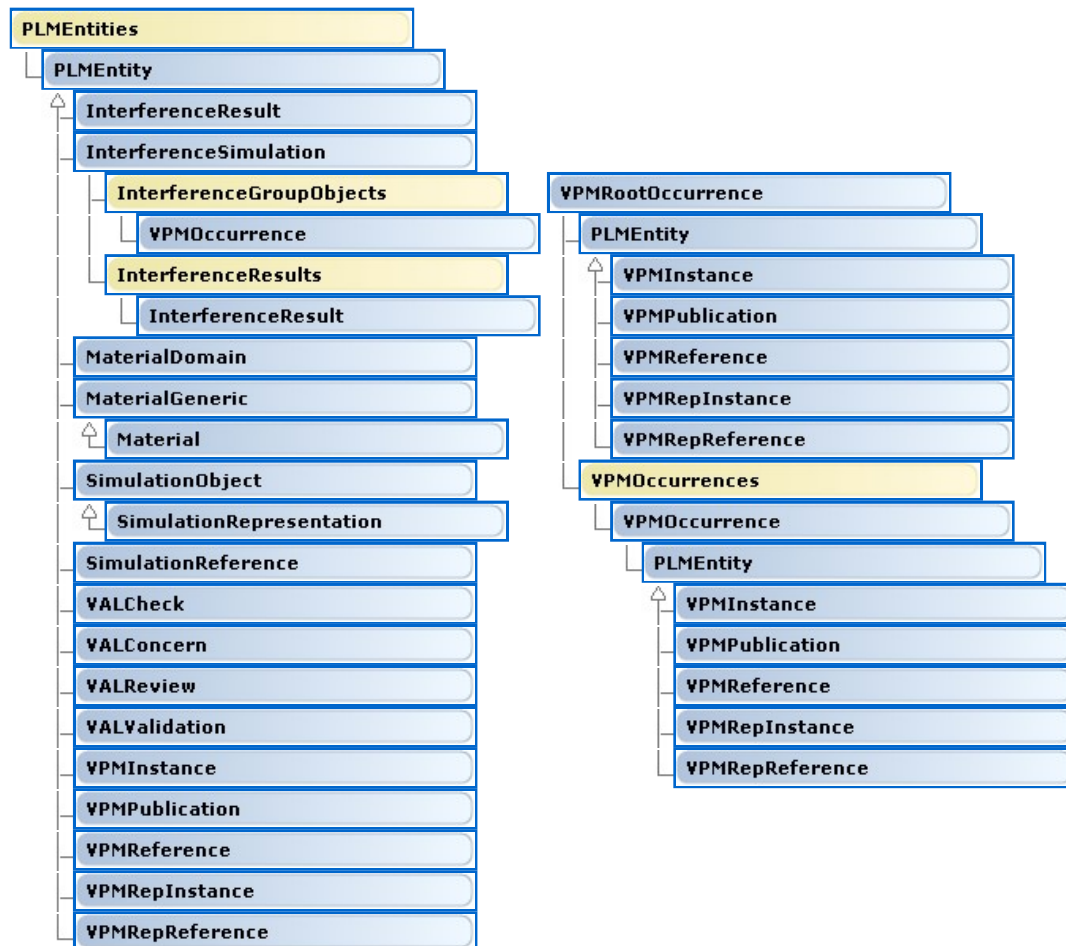 PLMEntities
PLMEntity
InterferenceResult
InterferenceSimulation
InterferenceGroupObjects
VPMOccurrence
InterferenceResults
InterferenceResult
MaterialDomain
MaterialGeneric
Material
SimulationObject
SimulationRepresentation
SimulationReference
VALCheck
VALConcern
VALReview
VALValidation
VPMInstance
VPMPublication
VPMReference
VPMRepInstance
VPMRepReference
VPMRootOccurrence
PLMEntity
VPMInstance
VPMPublication
VPMReference
VPMRepInstance
VPMRepReference
VPMOccurrences
VPMOccurrence
PLMEntity
VPMInstance
VPMPublication
VPMReference
VPMRepInstance
VPMRepReference